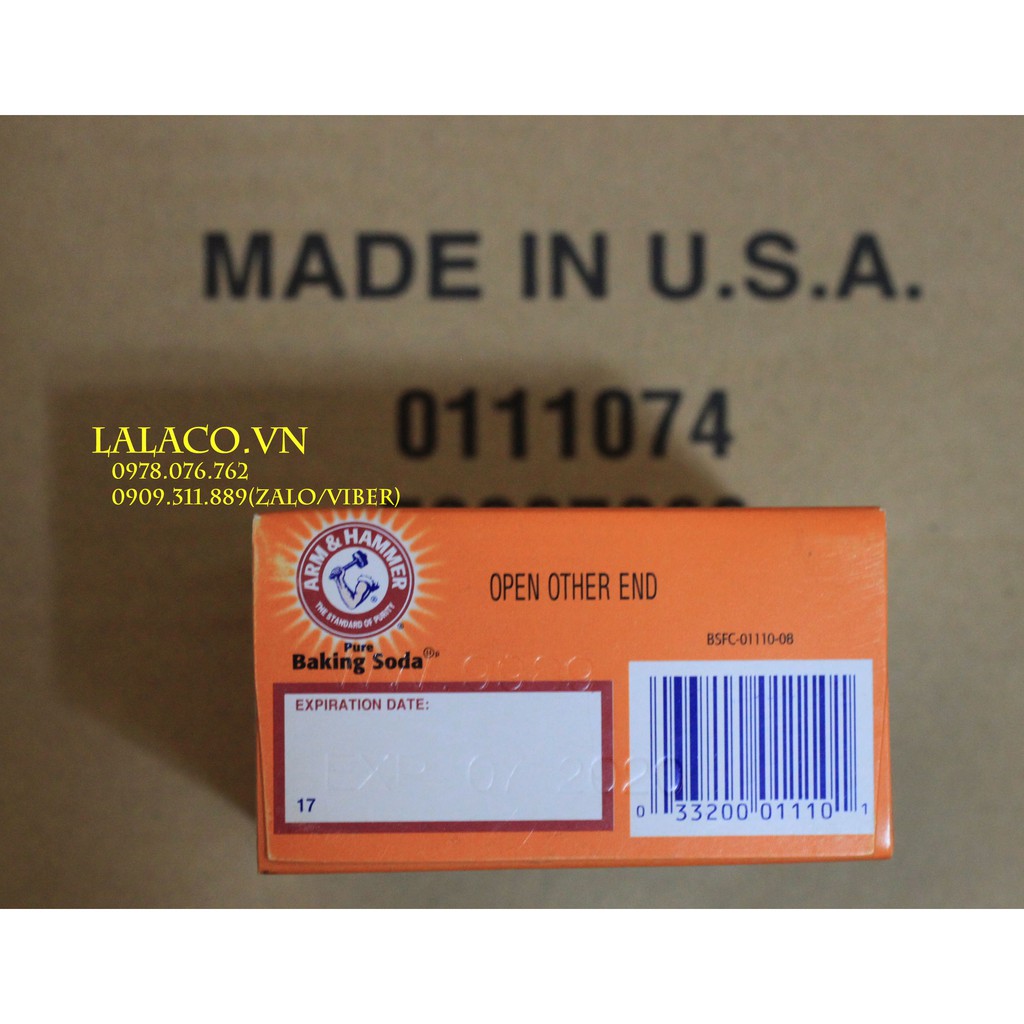 MADE IN U.S.A.
0111074
LALACO.VN
0978.076.762
0909.311.889(ZALO/VIBER)
ARM & HAMMER
THE STANDARD OF PURITY
Pure
Baking Soda
OPEN OTHER END
BSFC-01110-08
EXPIRATION DATE:
EXP 07 2020
17
0 33200 01110 1